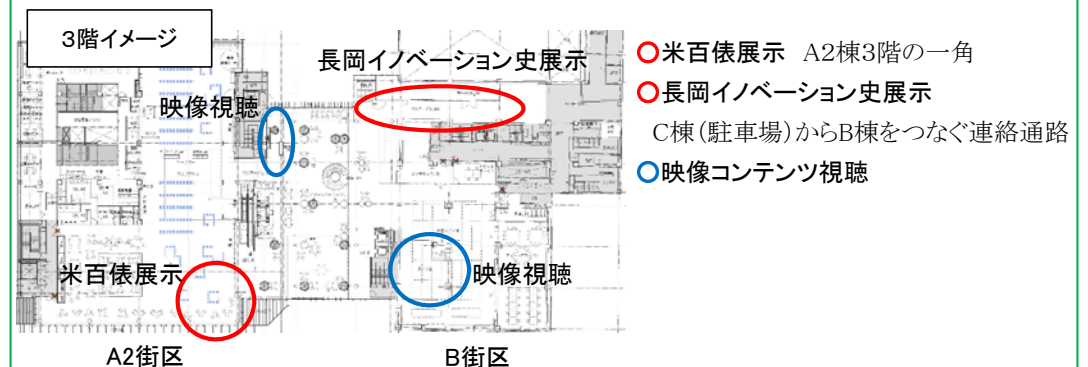 3階イメージ
長岡イノベーション史展示
映像視聴
米百俵展示
映像視聴
A2街区
B街区
米百俵展示 A2棟3階の一角
長岡イノベーション史展示
C棟(駐車場)からB棟をつなぐ連絡通路
映像コンテンツ視聴